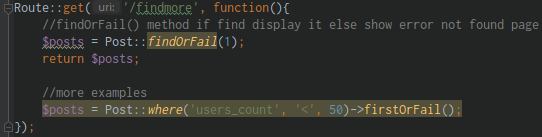 Route::get( uri: '/findmore', function(){
//findOrFail() method if find display it else show error not found page
$posts = Post::findOrFail(1);
return $posts;
//more examples
$posts = Post::where('users_count', '<', 50)->firstOrFail();
});